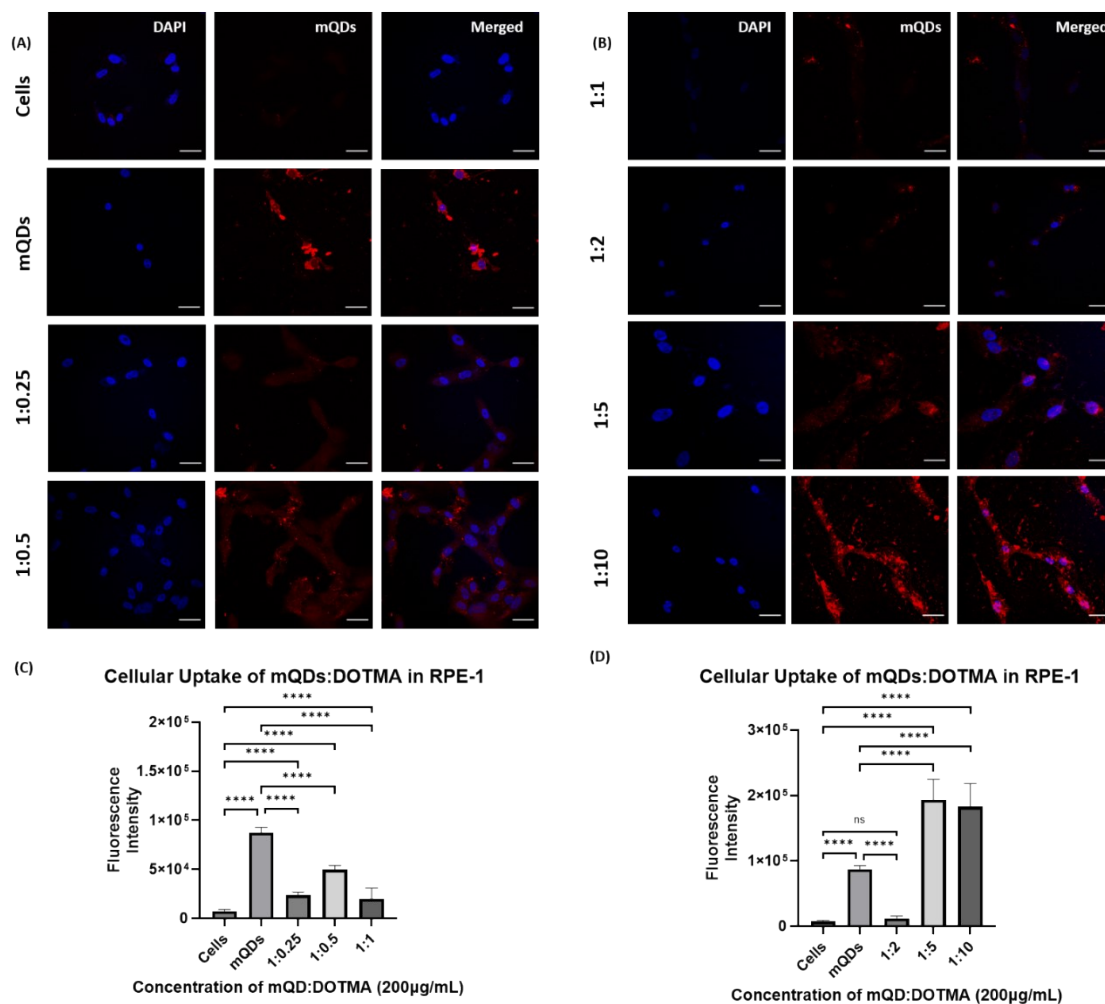 (A)
DAPI mQDs Merged
Cells
mQDs
1:0.25
1:0.5
(B)
DAPI mQDs Merged
1:1
1:2
1:5
1:10
(C)
Cellular Uptake of mQDs:DOTMA in RPE-1
Fluorescence
Intensity
2×10⁵
1.5×10⁵
1×10⁵
5×10⁴
0
****
****
****
****
****
**** ****
Cells mQDs 1:0.25 1:0.5 1:1
Concentration of mQD:DOTMA (200µg/mL)
(D)
Cellular Uptake of mQDs:DOTMA in RPE-1
Fluorescence
Intensity
3×10⁵
2×10⁵
1×10⁵
0
****
****
****
****
ns
**** ****
Cells mQDs 1:2 1:5 1:10
Concentration of mQD:DOTMA (200µg/mL)